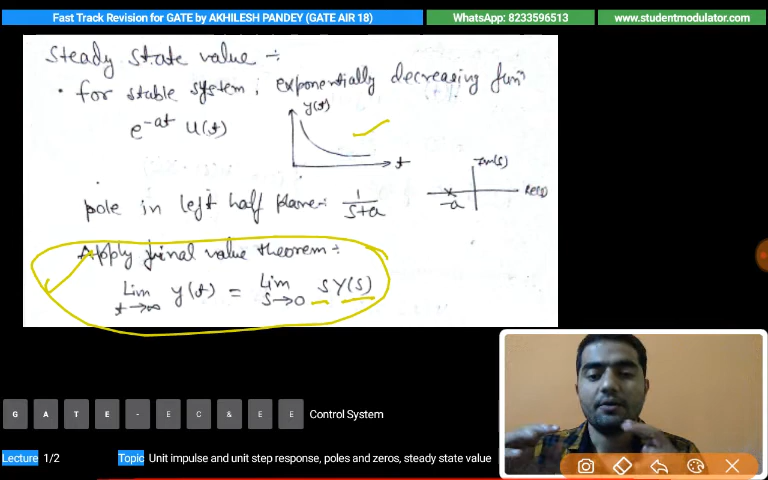 Fast Track Revision for GATE by AKHILESH PANDEY (GATE AIR 18)
WhatsApp: 8233596513
www.studentmodulator.com
Steady state value ÷
• for stable system; exponentially decreasing funⁿ
e^-at u(t)
y(t)
t
pole in left half plane:- 1/(s+a)
Im(s)
Re(s)
x
-a
Apply final value theorem ÷
Lim t→∞ y(t) = Lim s→0 s Y(s)
G A T E - E C & E E Control System
Lecture 1/2 Topic Unit impulse and unit step response, poles and zeros, steady state value